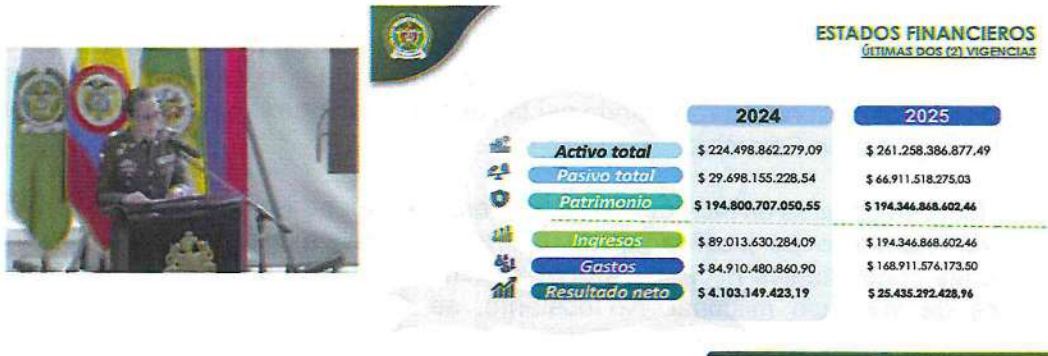 ESTADOS FINANCIEROS
ÚLTIMAS DOS (2) VIGENCIAS
2024 2025
Activo total $ 224.498.862.279,09 $ 261.258.386.877,49
Pasivo total $ 29.698.155.228,54 $ 66.911.518.275,03
Patrimonio $ 194.800.707.050,55 $ 194.346.868.602,46
Ingresos $ 89.013.630.284,09 $ 194.346.868.602,46
Gastos $ 84.910.480.860,90 $ 168.911.576.173,50
Resultado neto $ 4.103.149.423,19 $ 25.435.292.428,96